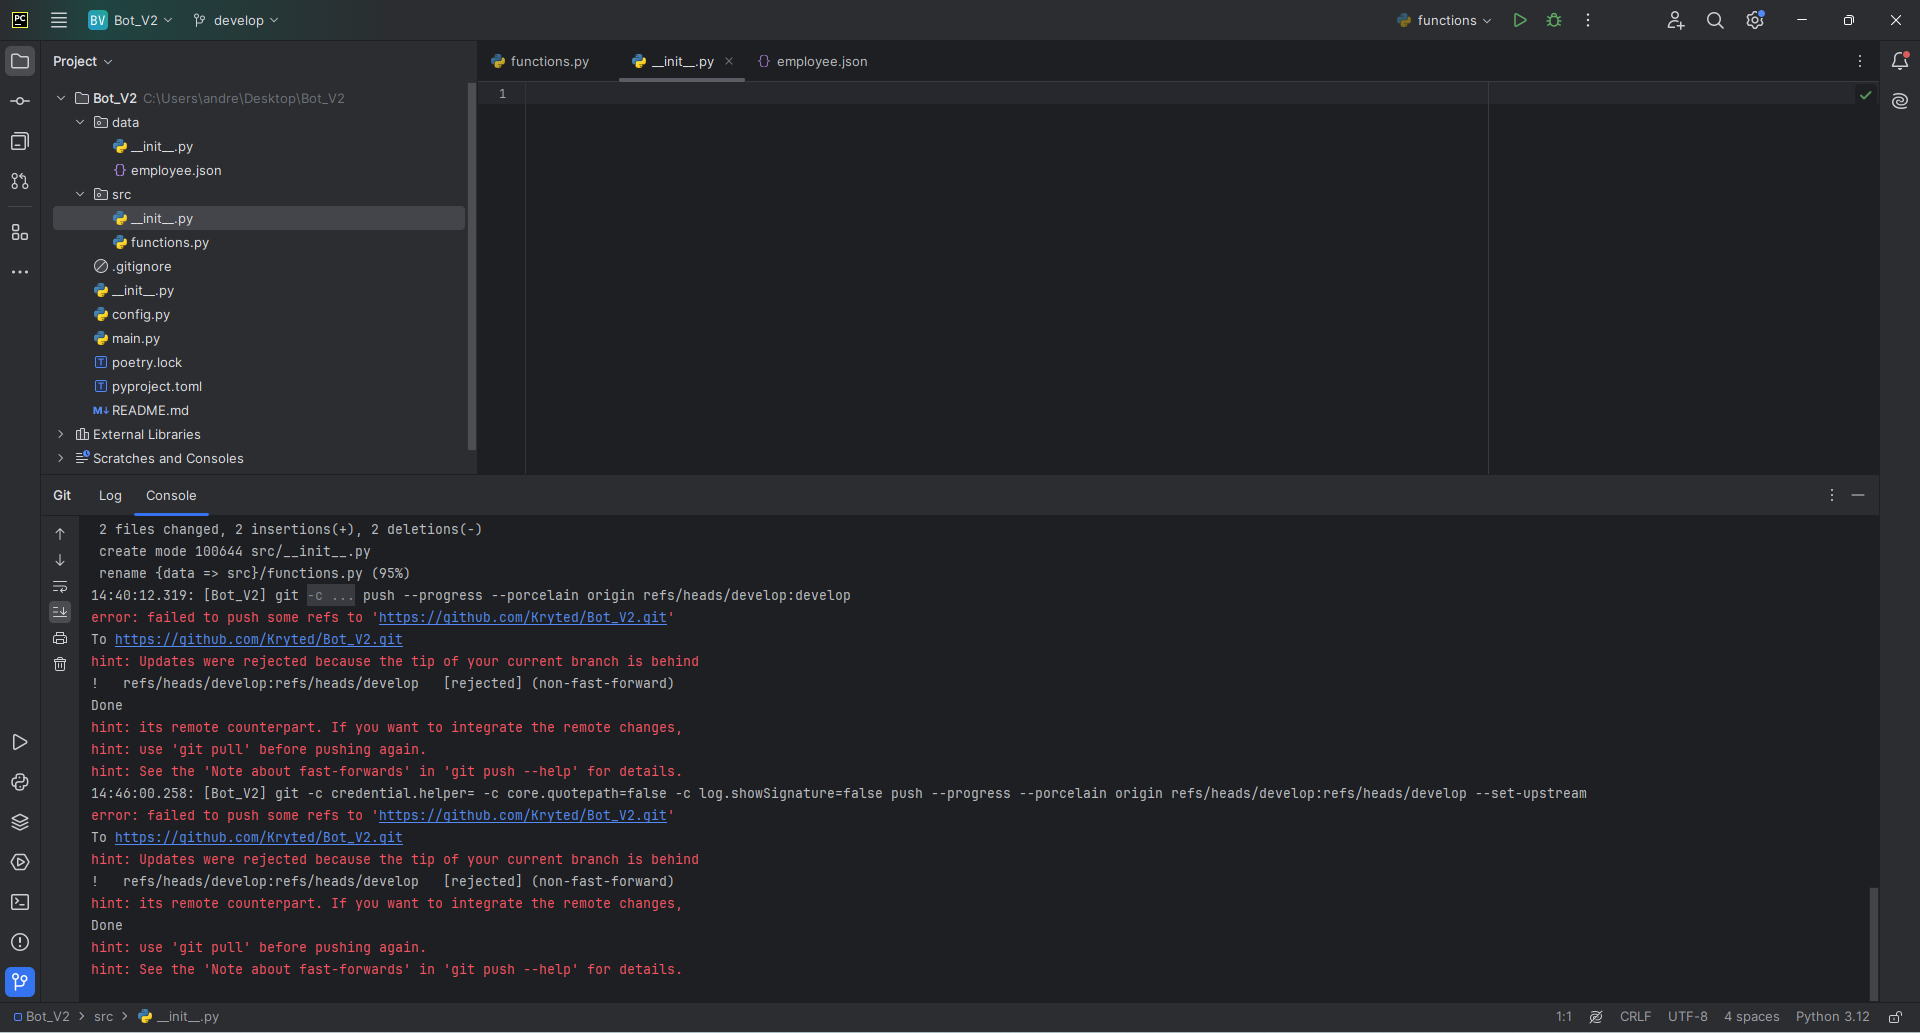 PC
BV Bot_V2 develop functions
Project
functions.py __init__.py employee.json
Bot_V2 C:\Users\andre\Desktop\Bot_V2
data
__init__.py
employee.json
src
__init__.py
functions.py
.gitignore
__init__.py
config.py
main.py
poetry.lock
pyproject.toml
README.md
External Libraries
Scratches and Consoles
1
Git Log Console
2 files changed, 2 insertions(+), 2 deletions(-)
create mode 100644 src/__init__.py
rename {data => src}/functions.py (95%)
14:40:12.319: [Bot_V2] git -c ... push --progress --porcelain origin refs/heads/develop:develop
error: failed to push some refs to 'https://github.com/Kryted/Bot_V2.git'
To https://github.com/Kryted/Bot_V2.git
hint: Updates were rejected because the tip of your current branch is behind
! refs/heads/develop:refs/heads/develop [rejected] (non-fast-forward)
Done
hint: its remote counterpart. If you want to integrate the remote changes,
hint: use 'git pull' before pushing again.
hint: See the 'Note about fast-forwards' in 'git push --help' for details.
14:46:00.258: [Bot_V2] git -c credential.helper= -c core.quotepath=false -c log.showSignature=false push --progress --porcelain origin refs/heads/develop:refs/heads/develop --set-upstream
error: failed to push some refs to 'https://github.com/Kryted/Bot_V2.git'
To https://github.com/Kryted/Bot_V2.git
hint: Updates were rejected because the tip of your current branch is behind
! refs/heads/develop:refs/heads/develop [rejected] (non-fast-forward)
hint: its remote counterpart. If you want to integrate the remote changes,
Done
hint: use 'git pull' before pushing again.
hint: See the 'Note about fast-forwards' in 'git push --help' for details.
Bot_V2 > src > __init__.py 1:1 CRLF UTF-8 4 spaces Python 3.12